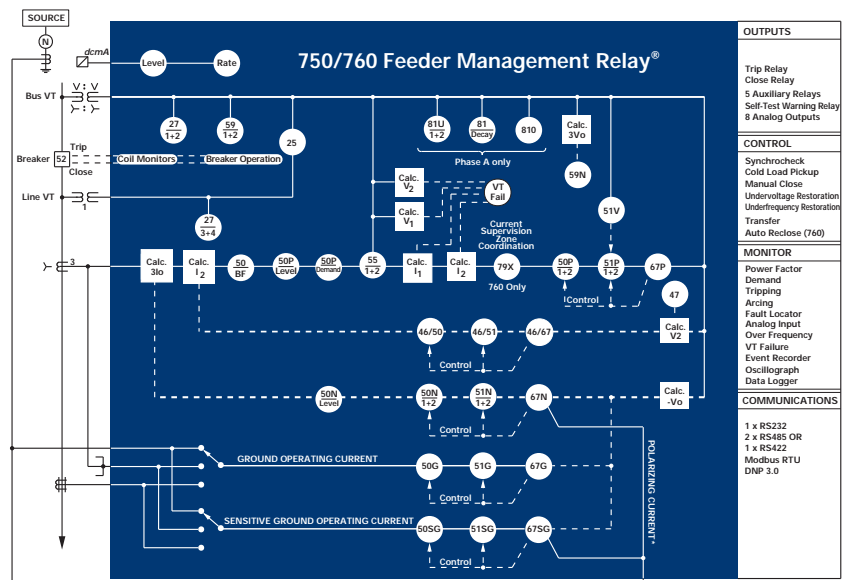 SOURCE
N
dcmA
Level
Rate
750/760 Feeder Management Relay®
V : V
Bus VT
27
1+2
59
1+2
25
81U
1+2
81
Decay
810
Phase A only
Calc.
3Vo
59N
Breaker
52
Trip
Close
Coil Monitors
Breaker Operation
Calc.
V2
Calc.
V1
VT
Fail
51V
Line VT
1
27
3+4
Current
Supervision
Zone
Coordination
3
Calc.
3Io
Calc.
I2
50
BF
50P
Level
50P
Demand
55
1+2
Calc.
I1
Calc.
I2
79X
760 Only
50P
1+2
51P
1+2
67P
Control
47
46/50
46/51
46/67
Calc.
V2
Control
50N
Level
50N
1+2
51N
1+2
67N
Calc.
-Vo
Control
GROUND OPERATING CURRENT
50G
51G
67G
Control
SENSITIVE GROUND OPERATING CURRENT
50SG
51SG
67SG
Control
POLARIZING CURRENT*
OUTPUTS
Trip Relay
Close Relay
5 Auxiliary Relays
Self-Test Warning Relay
8 Analog Outputs
CONTROL
Synchrocheck
Cold Load Pickup
Manual Close
Undervoltage Restoration
Underfrequency Restoration
Transfer
Auto Reclose (760)
MONITOR
Power Factor
Demand
Tripping
Arcing
Fault Locator
Analog Input
Over Frequency
VT Failure
Event Recorder
Oscillograph
Data Logger
COMMUNICATIONS
1 x RS232
2 x RS485 OR
1 x RS422
Modbus RTU
DNP 3.0